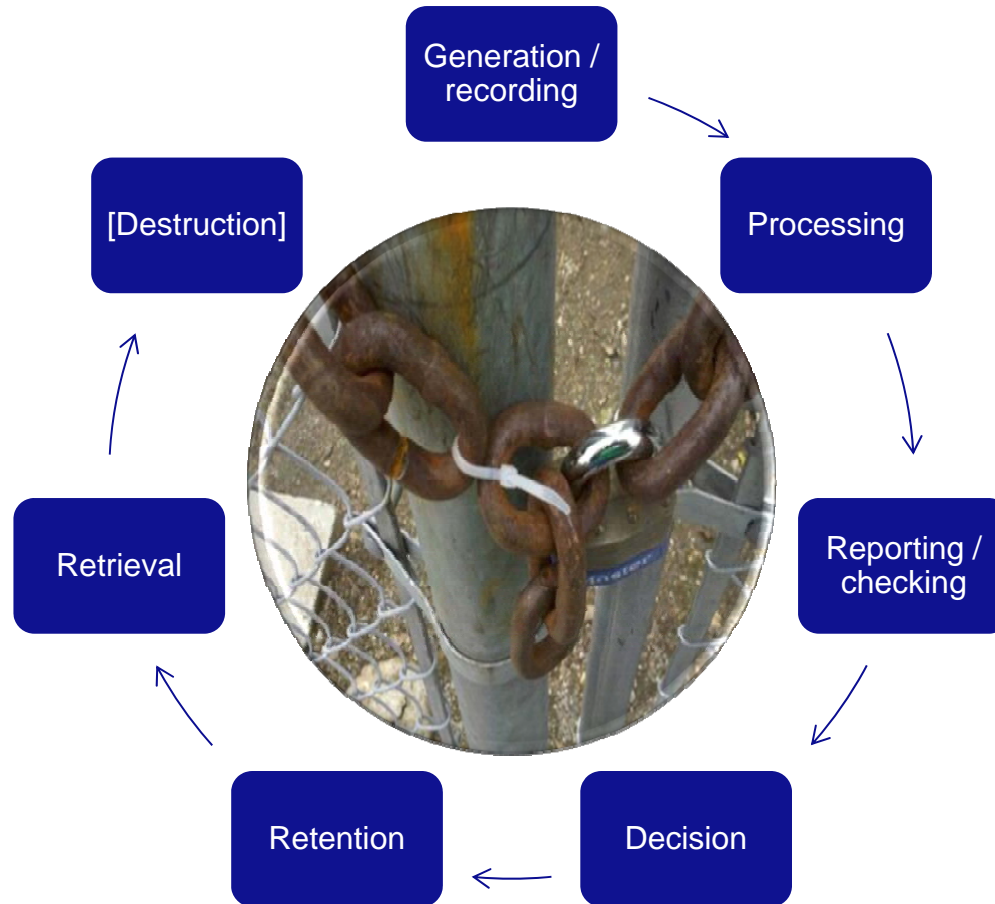 Generation /
recording
Processing
Reporting /
checking
Decision
Retention
Retrieval
[Destruction]